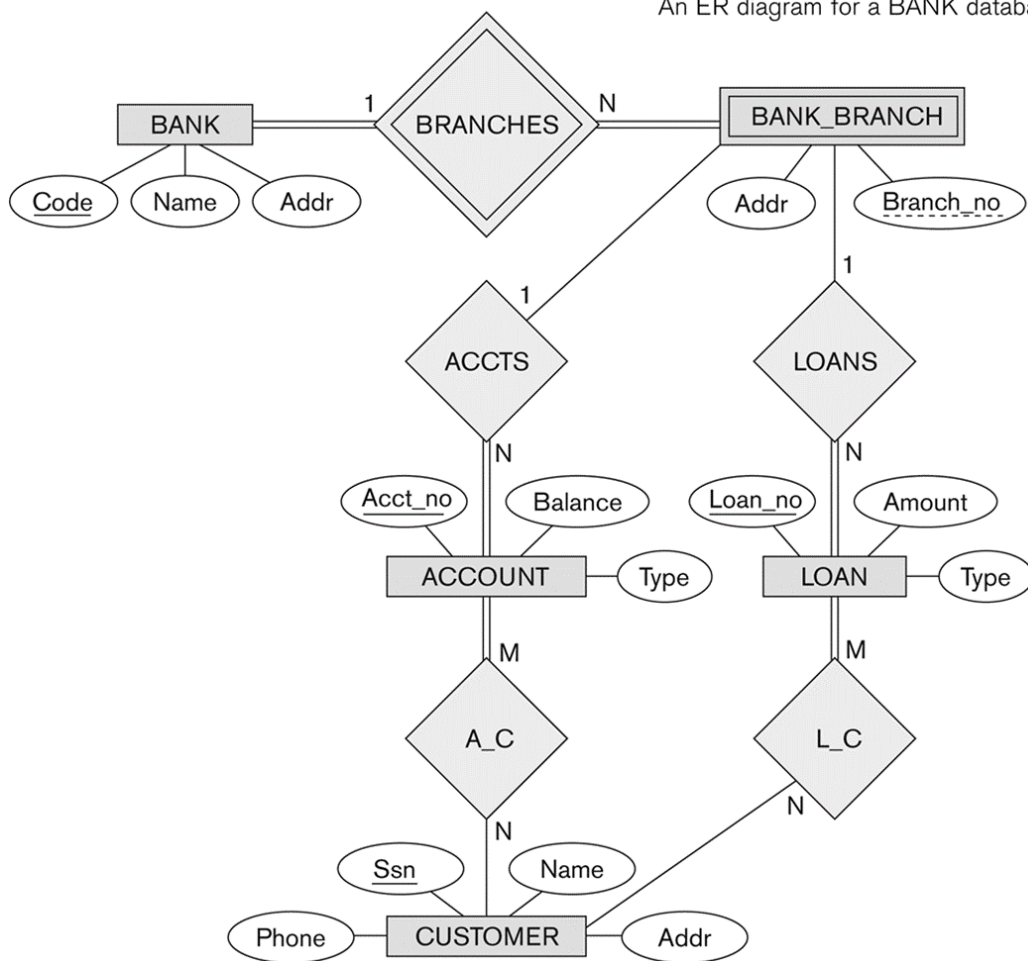 An ER diagram for a BANK databa
1
N
BANK
BRANCHES
BANK_BRANCH
Code
Name
Addr
Addr
Branch_no
1
1
ACCTS
LOANS
N
N
Acct_no
Balance
Loan_no
Amount
ACCOUNT
Type
LOAN
Type
M
M
A_C
L_C
N
N
Ssn
Name
Phone
CUSTOMER
Addr